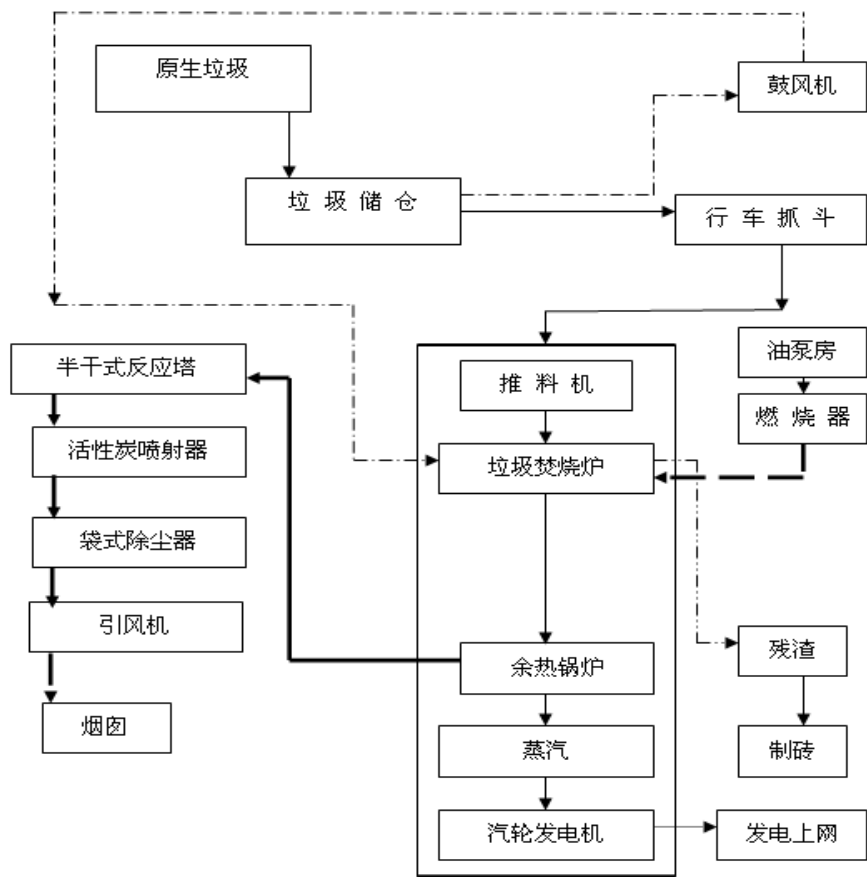 原生垃圾
鼓风机
垃 圾 储 仓
行 车 抓 斗
半干式反应塔
推 料 机
油泵房
燃 烧 器
活性炭喷射器
垃圾焚烧炉
袋式除尘器
引风机
余热锅炉
残渣
烟囱
蒸汽
制砖
汽轮发电机
发电上网